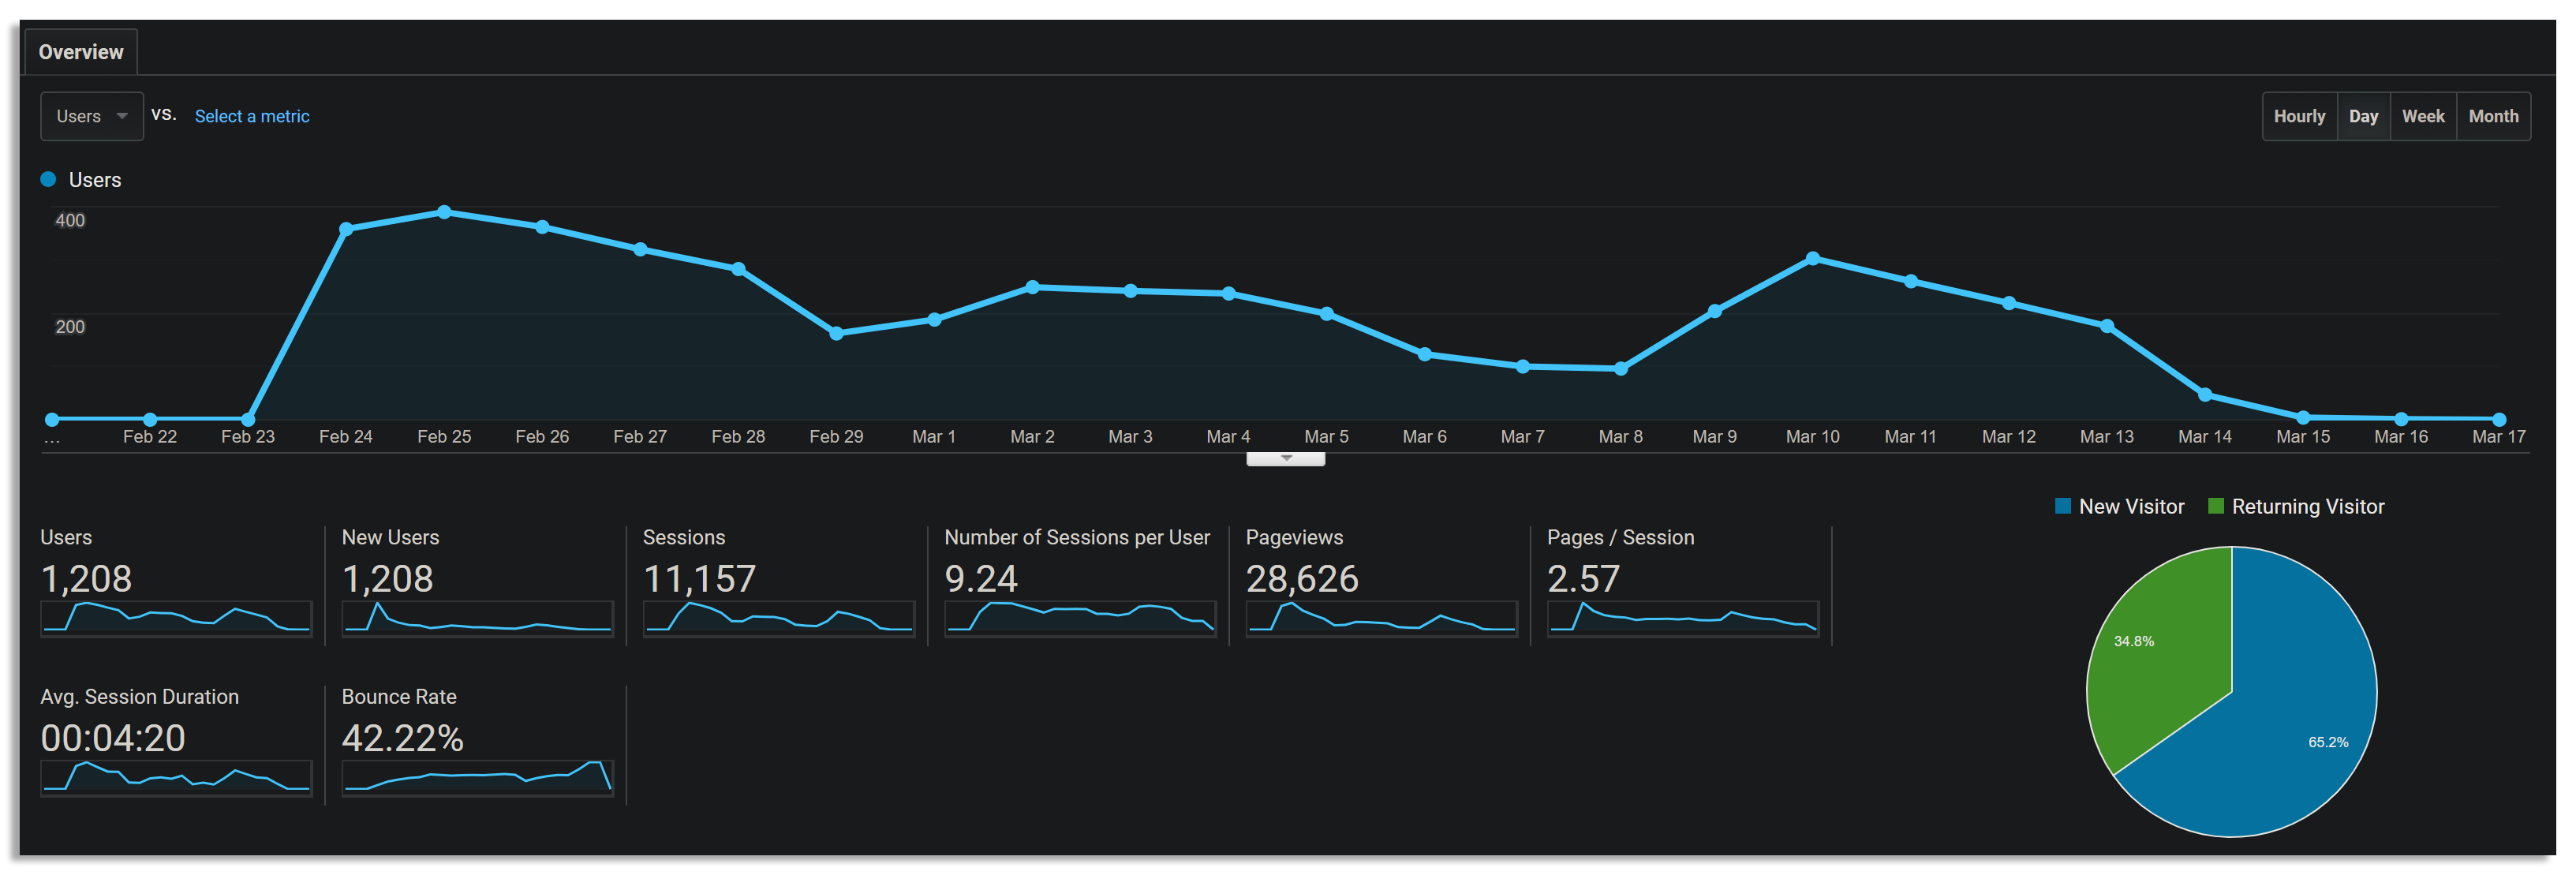 Overview
Users vs. Select a metric
Hourly Day Week Month
Users
400
200
... Feb 22 Feb 23 Feb 24 Feb 25 Feb 26 Feb 27 Feb 28 Feb 29 Mar 1 Mar 2 Mar 3 Mar 4 Mar 5 Mar 6 Mar 7 Mar 8 Mar 9 Mar 10 Mar 11 Mar 12 Mar 13 Mar 14 Mar 15 Mar 16 Mar 17
New Visitor Returning Visitor
Users
1,208
New Users
1,208
Sessions
11,157
Number of Sessions per User
9.24
Pageviews
28,626
Pages / Session
2.57
Avg. Session Duration
00:04:20
Bounce Rate
42.22%
34.8%
65.2%